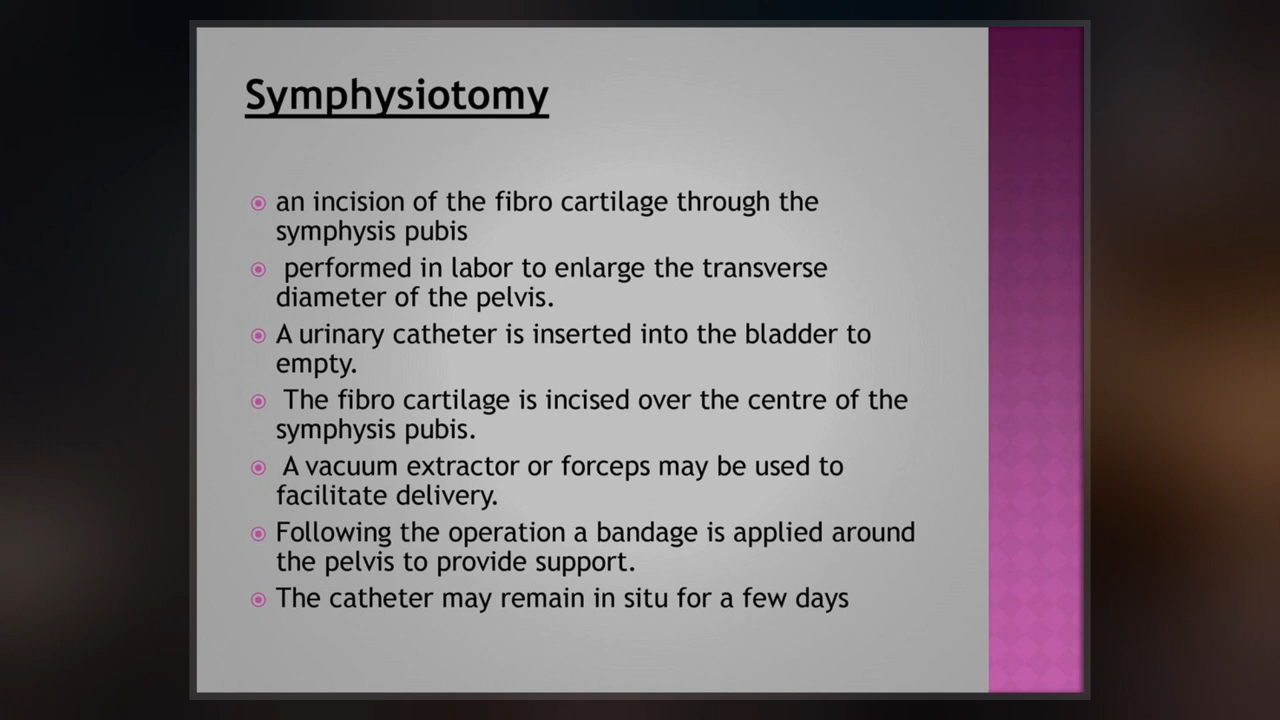 Symphysiotomy
an incision of the fibro cartilage through the
symphysis pubis
performed in labor to enlarge the transverse
diameter of the pelvis.
A urinary catheter is inserted into the bladder to
empty.
The fibro cartilage is incised over the centre of the
symphysis pubis.
A vacuum extractor or forceps may be used to
facilitate delivery.
Following the operation a bandage is applied around
the pelvis to provide support.
The catheter may remain in situ for a few days